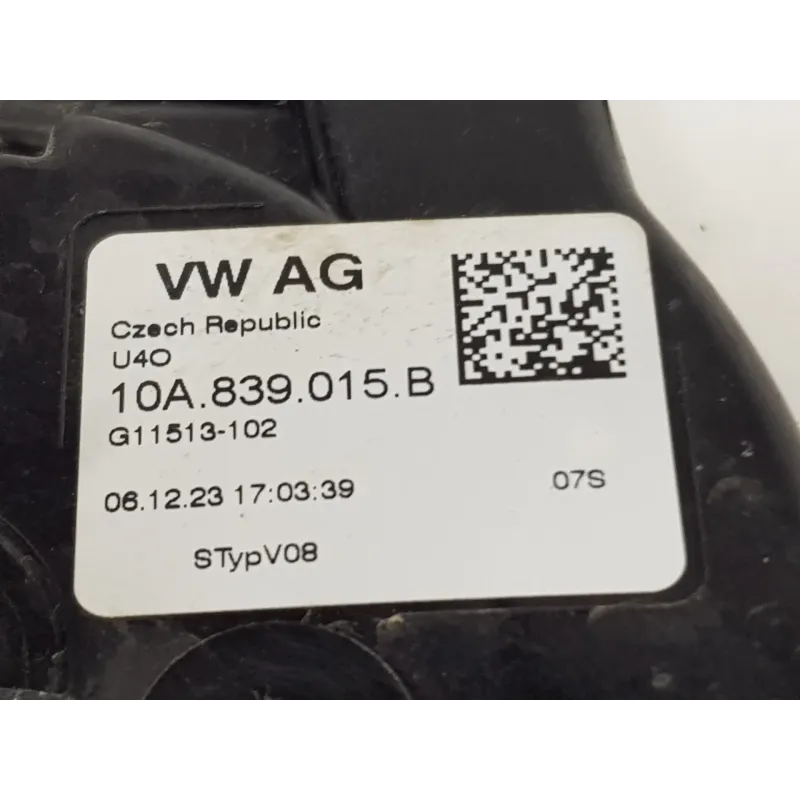 VW AG
Czech Republic
U4O
10A.839.015.B
G11513-102
06.12.23 17:03:39 07S
STypV08